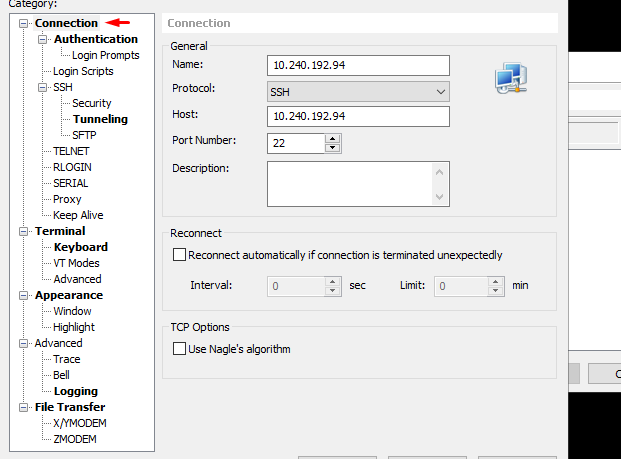 Category:
Connection
Authentication
Login Prompts
Login Scripts
SSH
Security
Tunneling
SFTP
TELNET
RLOGIN
SERIAL
Proxy
Keep Alive
Terminal
Keyboard
VT Modes
Advanced
Appearance
Window
Highlight
Advanced
Trace
Bell
Logging
File Transfer
X/YMODEM
ZMODEM
Connection
General
Name: 10.240.192.94
Protocol: SSH
Host: 10.240.192.94
Port Number: 22
Description:
Reconnect
Reconnect automatically if connection is terminated unexpectedly
Interval: 0 sec Limit: 0 min
TCP Options
Use Nagle's algorithm